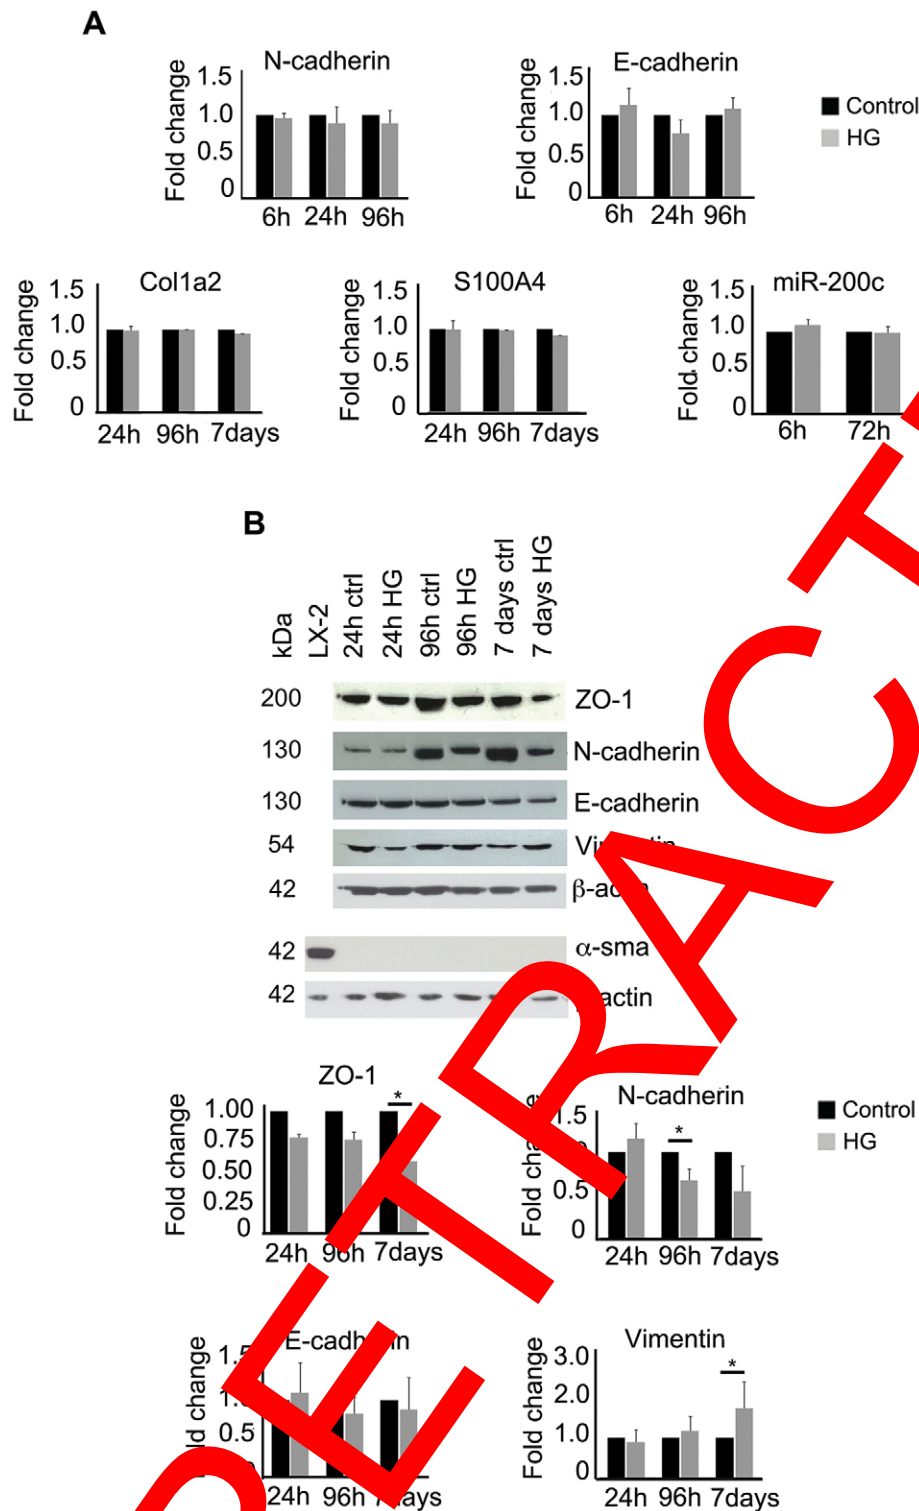 A
N-cadherin
E-cadherin
Fold change
1.5
1.0
0.5
0
6h 24h 96h
Fold change
1.5
1.0
0.5
0
6h 24h 96h
Control
HG
Col1a2
S100A4
miR-200c
Fold change
1.5
1.0
0.5
0
24h 96h 7days
Fold change
1.5
1.0
0.5
0
24h 96h 7days
Fold change
1.5
1.0
0.5
0
6h 72h
B
kDa
LX-2
24h ctrl
24h HG
96h ctrl
96h HG
7 days ctrl
7 days HG
200 ZO-1
130 N-cadherin
130 E-cadherin
54
42 β-actin
42 α-sma
42 actin
ZO-1
Fold change
1.00
0.75
0.50
0.25
0
*
24h 96h 7days
N-cadherin
1.5
0.5
0
*
24h 96h 7days
Control
HG
E-cadherin
change
0.5
24h 96h
Vimentin
Fold change
3.0
2.0
1.0
0
*
24h 96h 7days
RETRACT